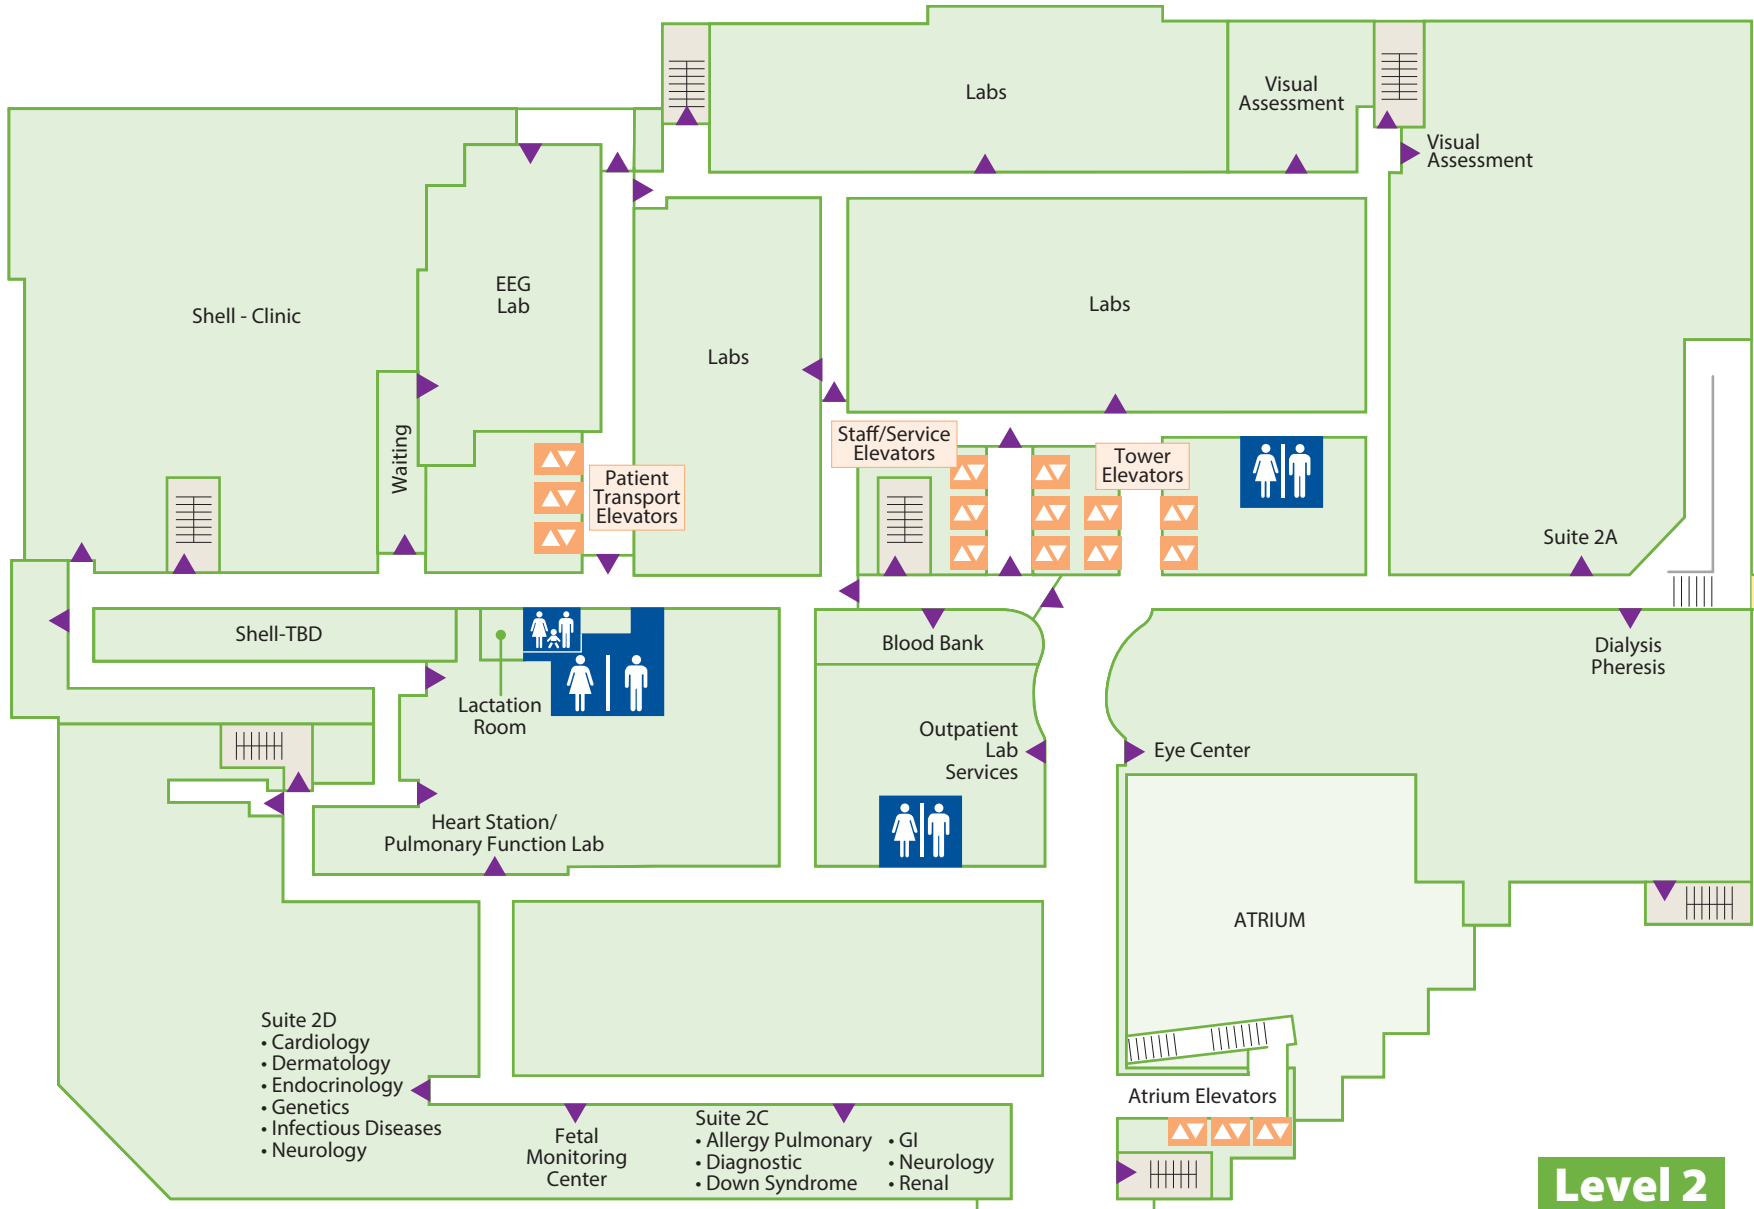 Labs
Visual
Assessment
Visual
Assessment
EEG
Lab
Shell - Clinic
Labs
Labs
Waiting
Staff/Service
Elevators
Tower
Elevators
Patient
Transport
Elevators
Suite 2A
Shell-TBD
Blood Bank
Dialysis
Pheresis
Lactation
Room
Outpatient
Lab
Services
Eye Center
Heart Station/
Pulmonary Function Lab
ATRIUM
Suite 2D
• Cardiology
• Dermatology
• Endocrinology
• Genetics
• Infectious Diseases
• Neurology
Atrium Elevators
Fetal
Monitoring
Center
Suite 2C
• Allergy Pulmonary
• Diagnostic
• Down Syndrome
• GI
• Neurology
• Renal
Level 2